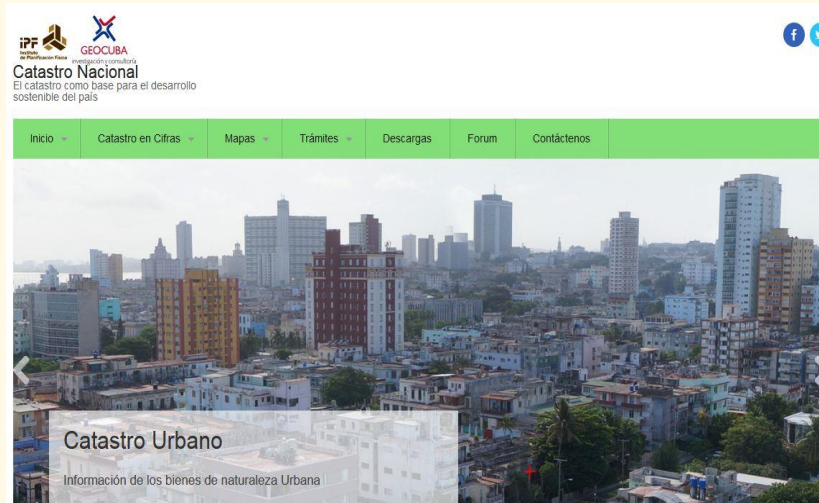 iPF
Instituto
de Planificación Física
GEOCUBA
investigación y consultoría
Catastro Nacional
El catastro como base para el desarrollo
sostenible del país
f
Inicio Catastro en Cifras Mapas Trámites Descargas Forum Contáctenos
Catastro Urbano
Información de los bienes de naturaleza Urbana